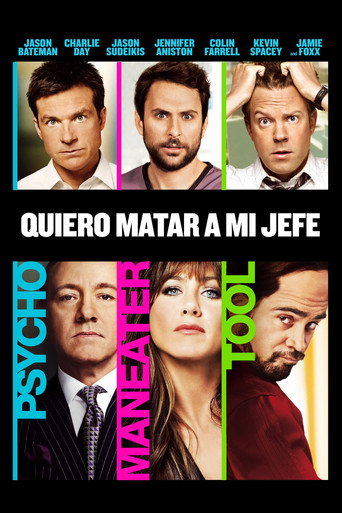 JASON BATEMAN CHARLIE DAY JASON SUDEIKIS JENNIFER ANISTON COLIN FARRELL KEVIN SPACEY and JAMIE FOXX
QUIERO MATAR A MI JEFE
PSYCHO
MANEATER
TOOL